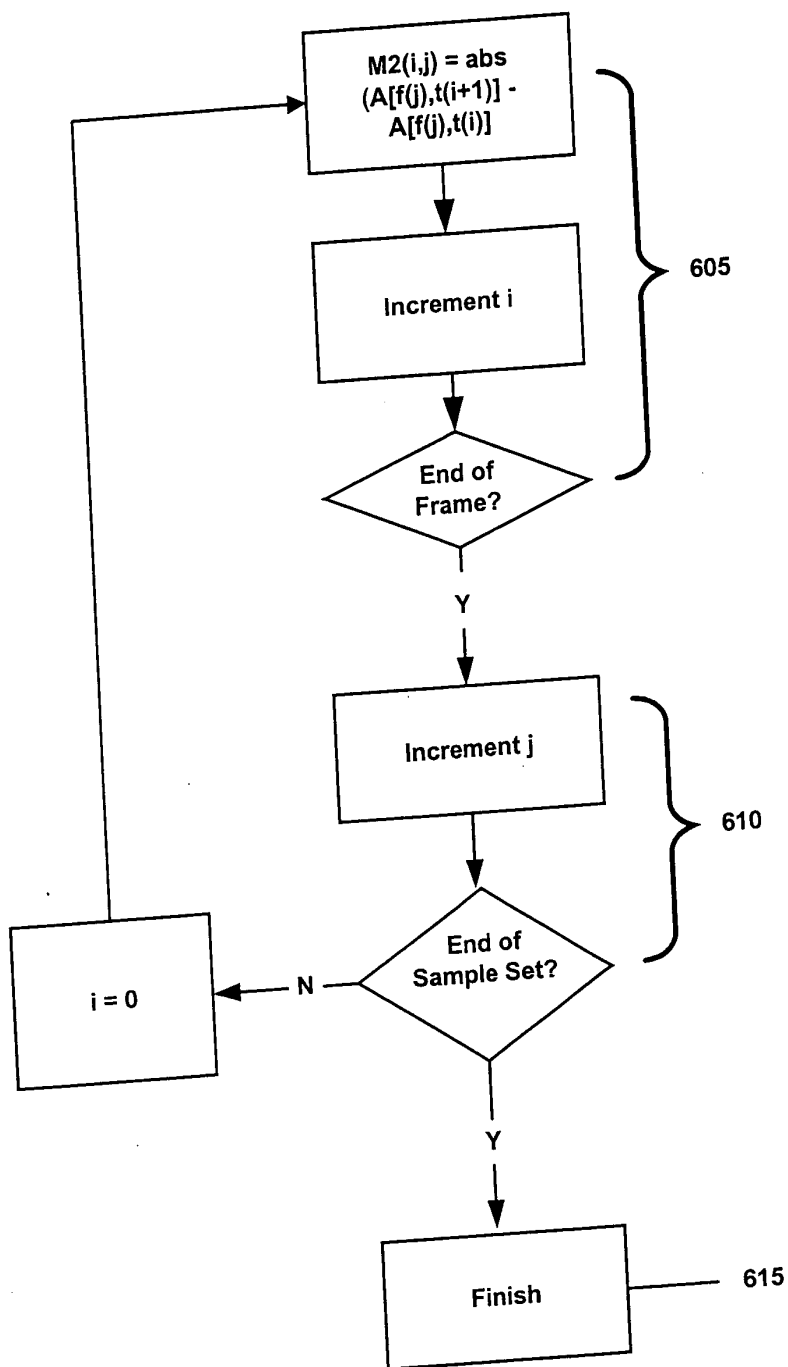 M2(i,j) = abs
(A[f(j),t(i+1)] -
A[f(j),t(i)]
Increment i
605
End of
Frame?
Y
Increment j
610
End of
Sample Set?
N
i = 0
Y
Finish
615